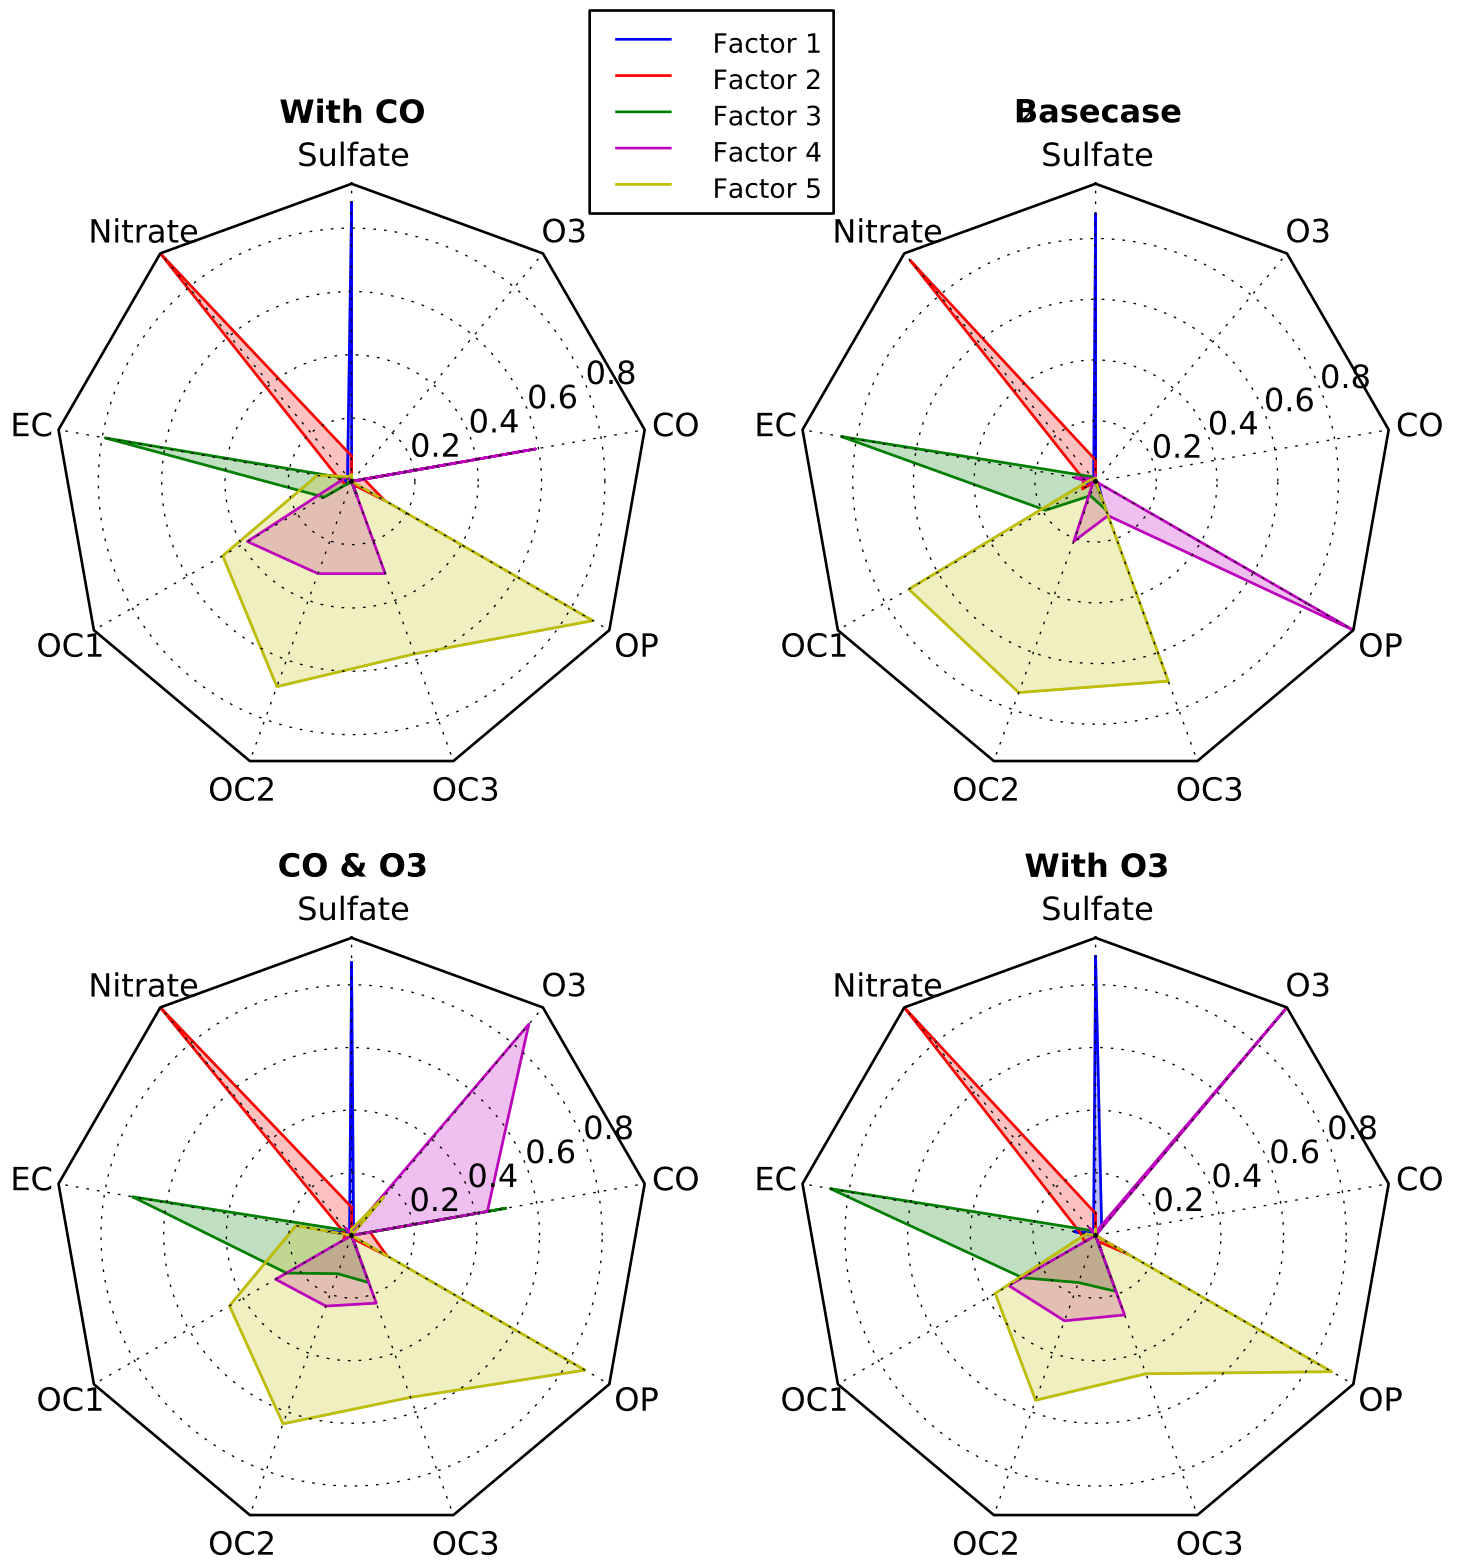 Factor 1
Factor 2
Factor 3
Factor 4
Factor 5
With CO
Sulfate
Nitrate
O3
EC
CO
0.2
0.4
0.6
0.8
OC1
OP
OC2
OC3
Basecase
Sulfate
Nitrate
O3
EC
CO
0.2
0.4
0.6
0.8
OC1
OP
OC2
OC3
CO & O3
Sulfate
Nitrate
O3
EC
CO
0.2
0.4
0.6
0.8
OC1
OP
OC2
OC3
With O3
Sulfate
Nitrate
O3
EC
CO
0.2
0.4
0.6
0.8
OC1
OP
OC2
OC3